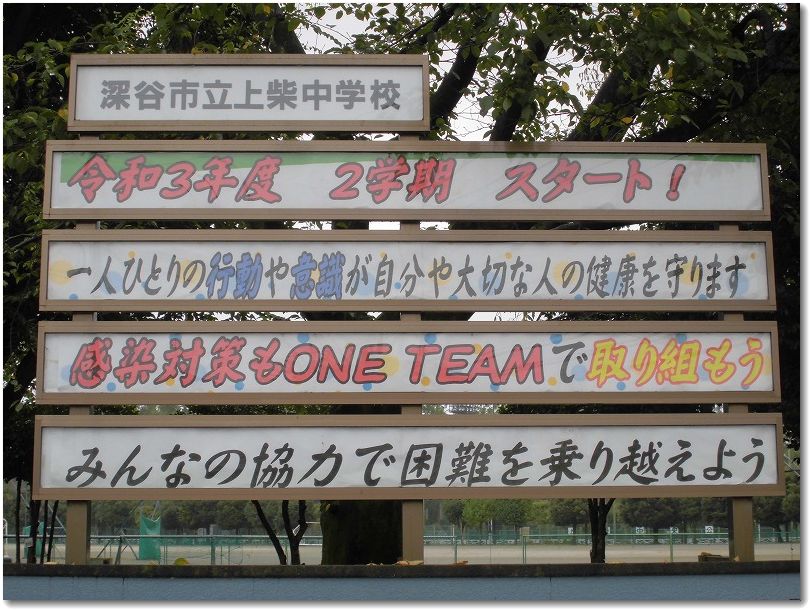 深谷市立上柴中学校
令和3年度　2学期　スタート！
一人ひとりの行動や意識が自分や大切な人の健康を守ります
感染対策もONE TEAMで取り組もう
みんなの協力で困難を乗り越えよう